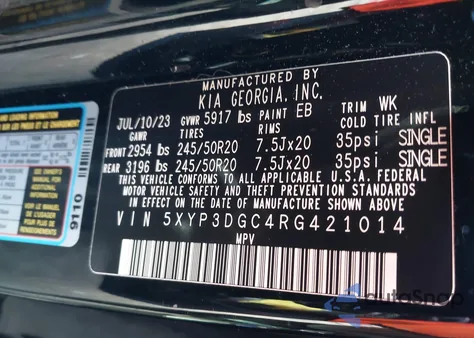 MANUFACTURED BY
KIA GEORGIA, INC.
JUL/10/23 GVWR 5917 lbs PAINT EB TRIM WK
GAWR TIRES RIMS COLD TIRE INFL
FRONT 2954 lbs 245/50R20 7.5Jx20 35psi SINGLE
REAR 3196 lbs 245/50R20 7.5Jx20 35psi SINGLE
THIS VEHICLE CONFORMS TO ALL APPLICABLE U.S.A. FEDERAL
MOTOR VEHICLE SAFETY AND THEFT PREVENTION STANDARDS
IN EFFECT ON THE DATE OF MANUFACTURE SHOWN ABOVE.
VIN 5XYP3DGC4RG421014
MPV
9110
autoSnap